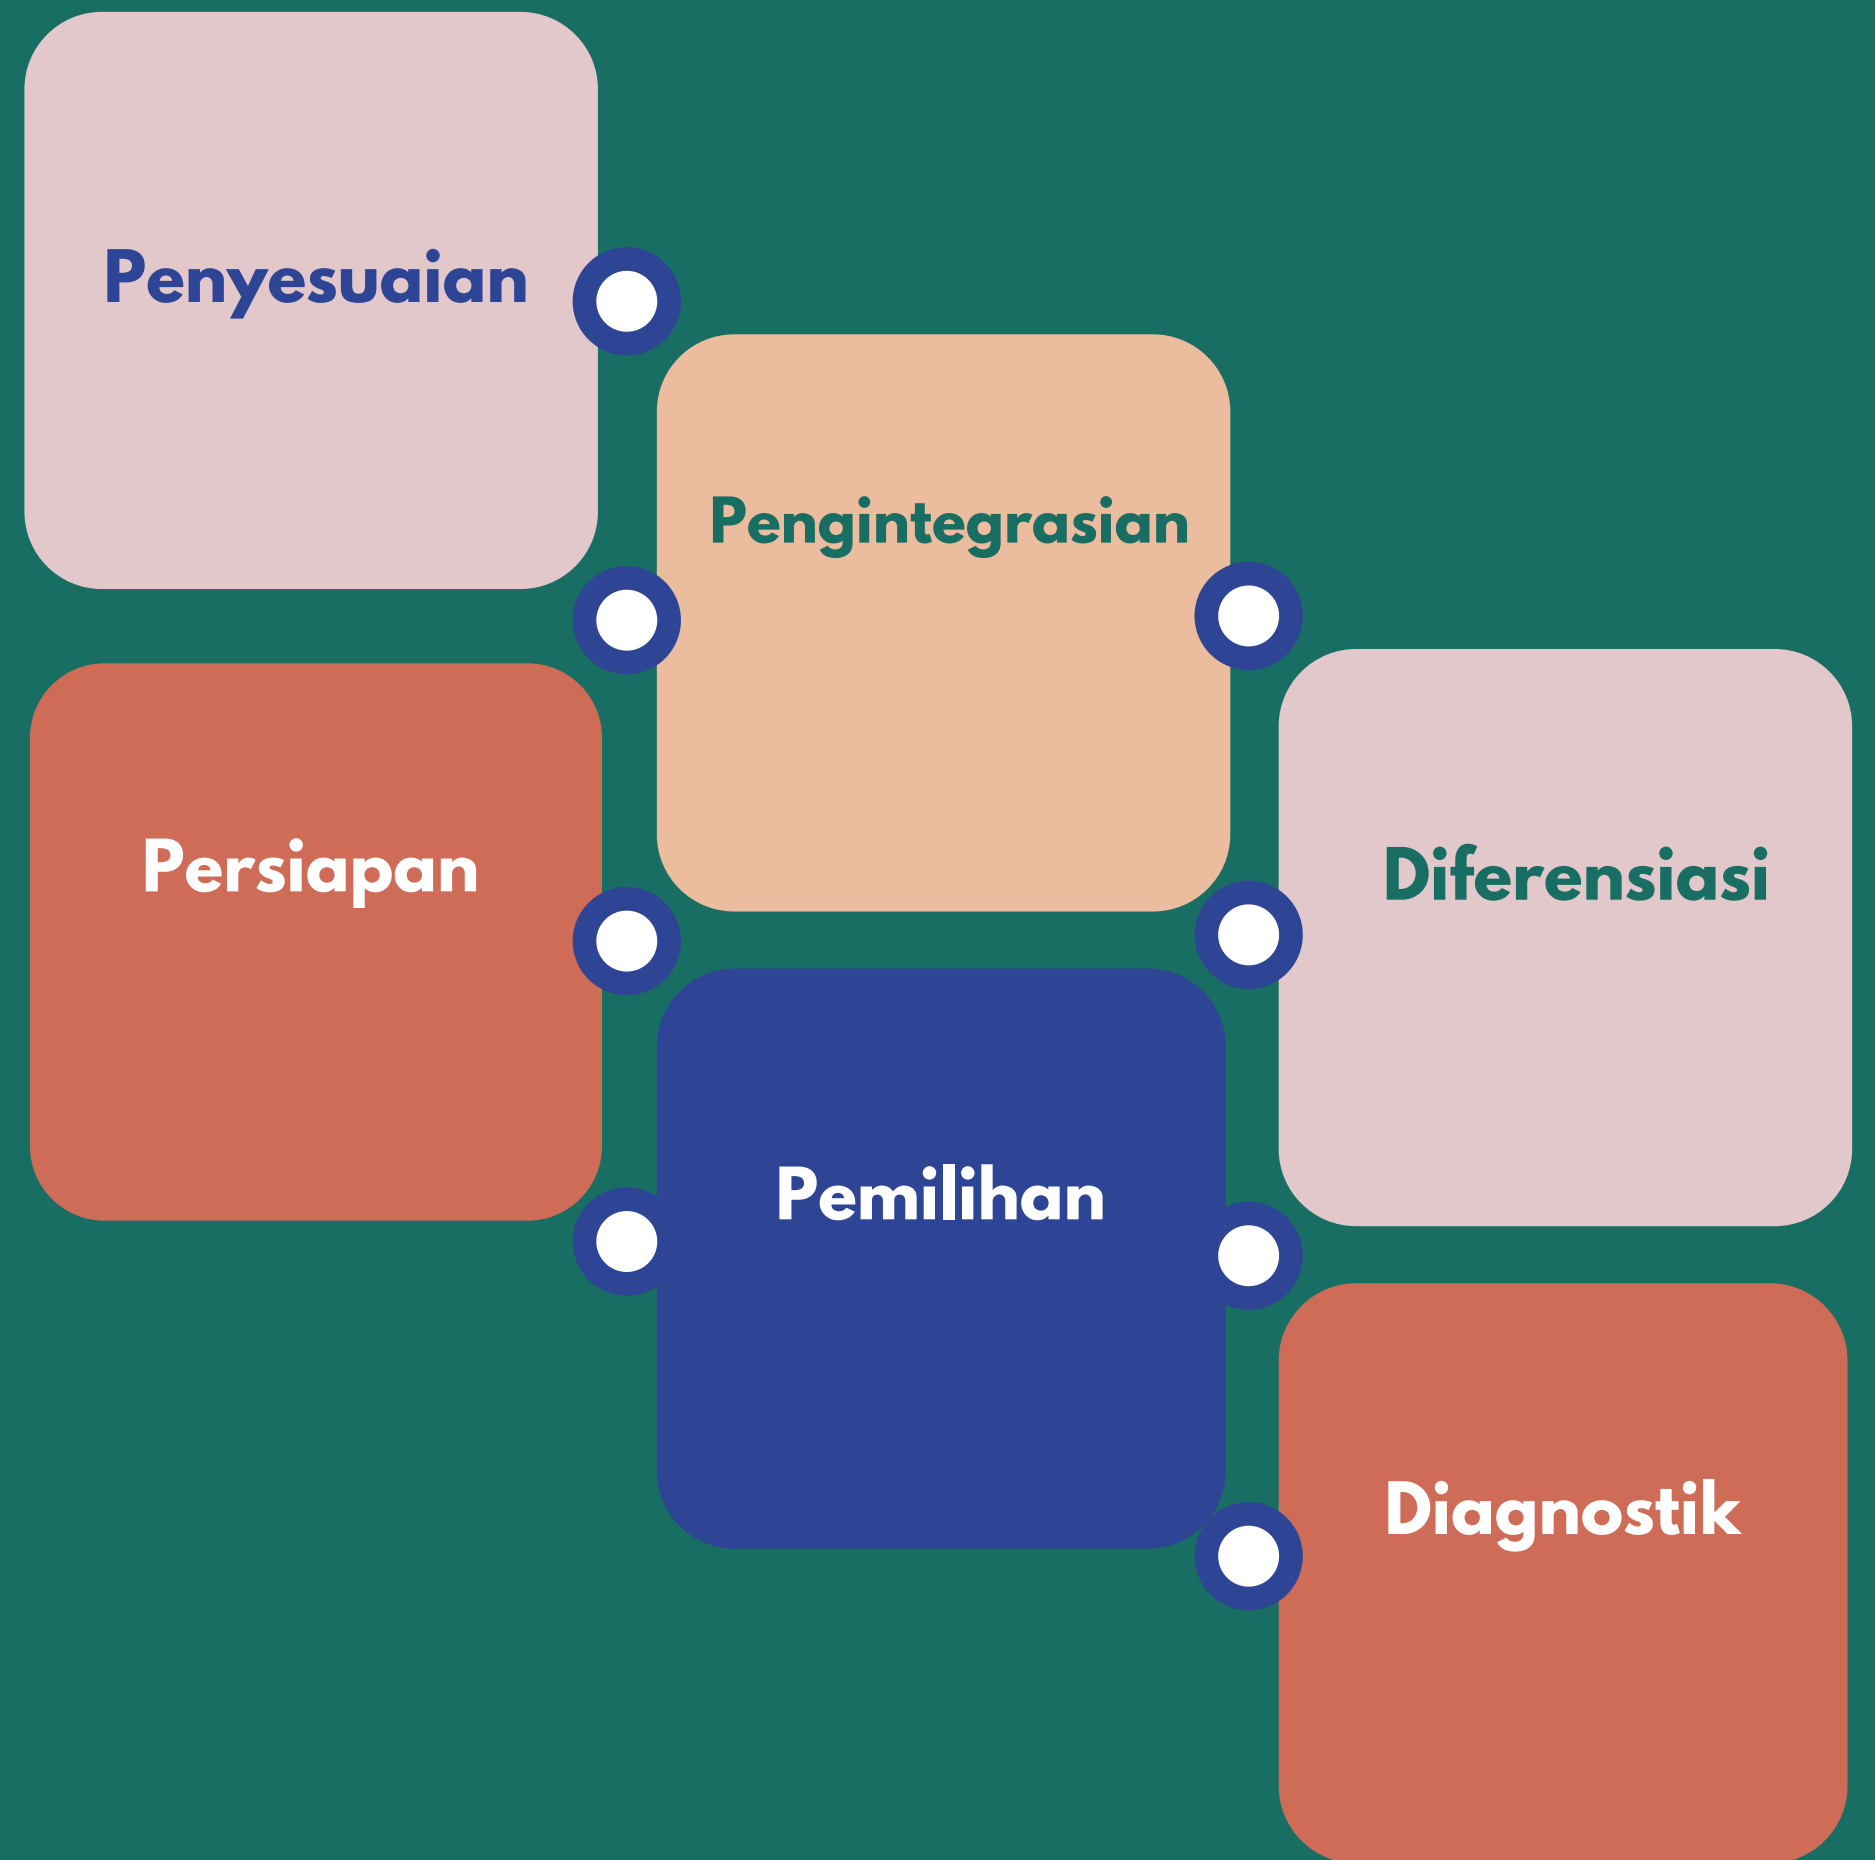 Penyesuaian
Pengintegrasian
Persiapan
Diferensiasi
Pemilihan
Diagnostik